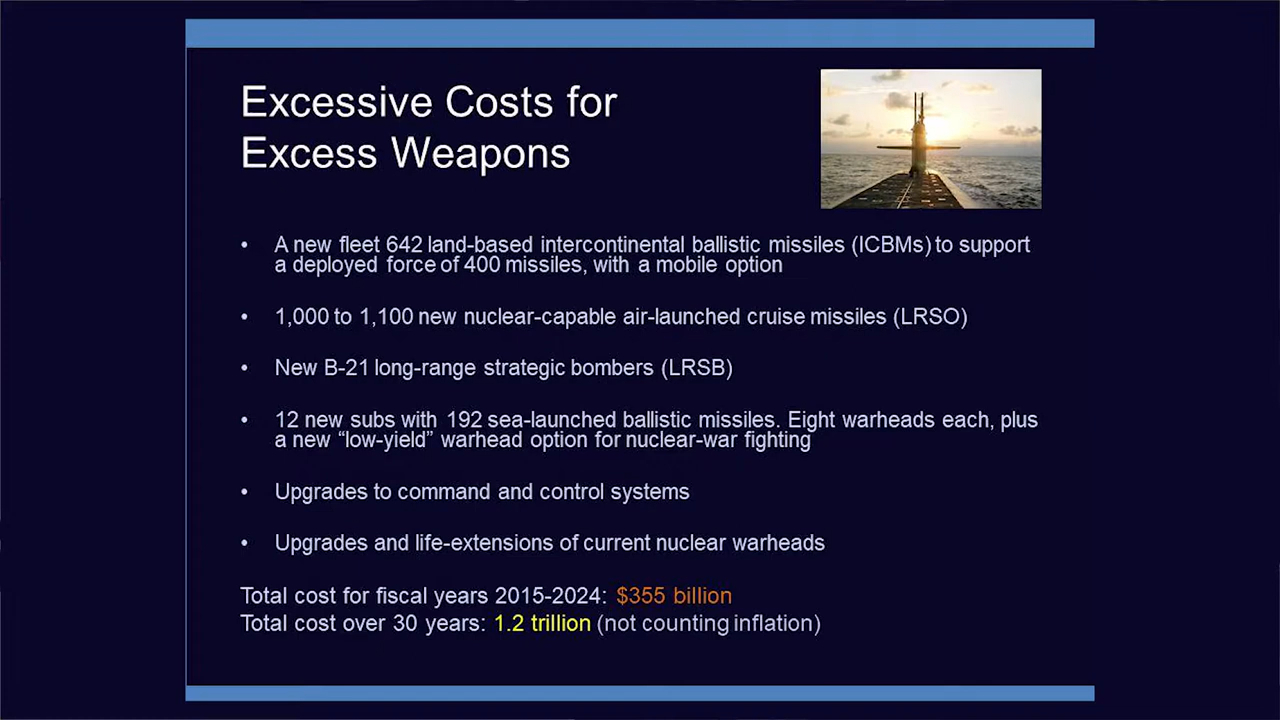 Excessive Costs for
Excess Weapons
• A new fleet 642 land-based intercontinental ballistic missiles (ICBMs) to support
a deployed force of 400 missiles, with a mobile option
• 1,000 to 1,100 new nuclear-capable air-launched cruise missiles (LRSO)
• New B-21 long-range strategic bombers (LRSB)
• 12 new subs with 192 sea-launched ballistic missiles. Eight warheads each, plus
a new “low-yield” warhead option for nuclear-war fighting
• Upgrades to command and control systems
• Upgrades and life-extensions of current nuclear warheads
Total cost for fiscal years 2015-2024: $355 billion
Total cost over 30 years: 1.2 trillion (not counting inflation)